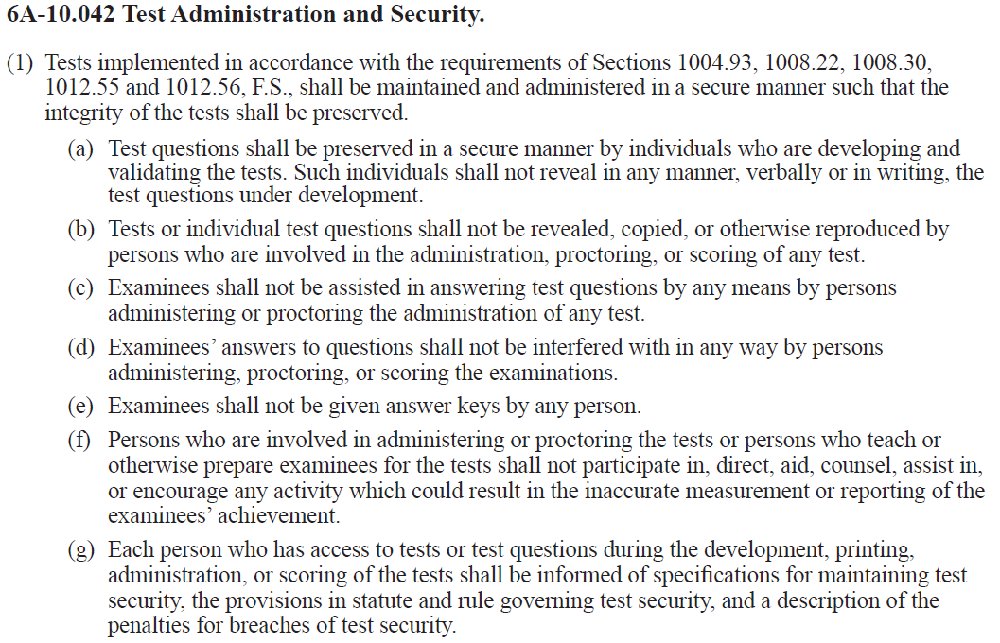 6A-10.042 Test Administration and Security.
(1) Tests implemented in accordance with the requirements of Sections 1004.93, 1008.22, 1008.30,
1012.55 and 1012.56, F.S., shall be maintained and administered in a secure manner such that the
integrity of the tests shall be preserved.
(a) Test questions shall be preserved in a secure manner by individuals who are developing and
validating the tests. Such individuals shall not reveal in any manner, verbally or in writing, the
test questions under development.
(b) Tests or individual test questions shall not be revealed, copied, or otherwise reproduced by
persons who are involved in the administration, proctoring, or scoring of any test.
(c) Examinees shall not be assisted in answering test questions by any means by persons
administering or proctoring the administration of any test.
(d) Examinees’ answers to questions shall not be interfered with in any way by persons
administering, proctoring, or scoring the examinations.
(e) Examinees shall not be given answer keys by any person.
(f) Persons who are involved in administering or proctoring the tests or persons who teach or
otherwise prepare examinees for the tests shall not participate in, direct, aid, counsel, assist in,
or encourage any activity which could result in the inaccurate measurement or reporting of the
examinees’ achievement.
(g) Each person who has access to tests or test questions during the development, printing,
administration, or scoring of the tests shall be informed of specifications for maintaining test
security, the provisions in statute and rule governing test security, and a description of the
penalties for breaches of test security.